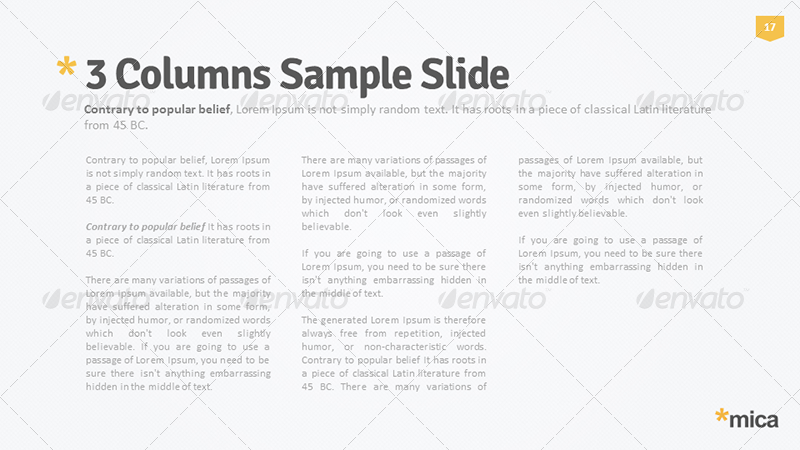 17
* 3 Columns Sample Slide
Contrary to popular belief, Lorem Ipsum is not simply random text. It has roots in a piece of classical Latin literature
from 45 BC.
Contrary to popular belief, Lorem Ipsum
is not simply random text. It has roots in
a piece of classical Latin literature from
45 BC.
Contrary to popular belief It has roots in
a piece of classical Latin literature from
45 BC.
There are many variations of passages of
Lorem Ipsum available, but the majority
have suffered alteration in some form,
by injected humor, or randomized words
which don't look even slightly
believable. If you are going to use a
passage of Lorem Ipsum, you need to be
sure there isn't anything embarrassing
hidden in the middle of text.
There are many variations of passages of
Lorem Ipsum available, but the majority
have suffered alteration in some form,
by injected humor, or randomized words
which don't look even slightly
believable.
If you are going to use a passage of
Lorem Ipsum, you need to be sure there
isn't anything embarrassing hidden in
the middle of text.
The generated Lorem Ipsum is therefore
always free from repetition, injected
humor, or non-characteristic words.
Contrary to popular belief It has roots in
a piece of classical Latin literature from
45 BC. There are many variations of
passages of Lorem Ipsum available, but
the majority have suffered alteration in
some form, by injected humor, or
randomized words which don't look
even slightly believable.
If you are going to use a passage of
Lorem Ipsum, you need to be sure there
isn't anything embarrassing hidden in
the middle of text.
envato envato envato envato
envato envato envato envato
*mica